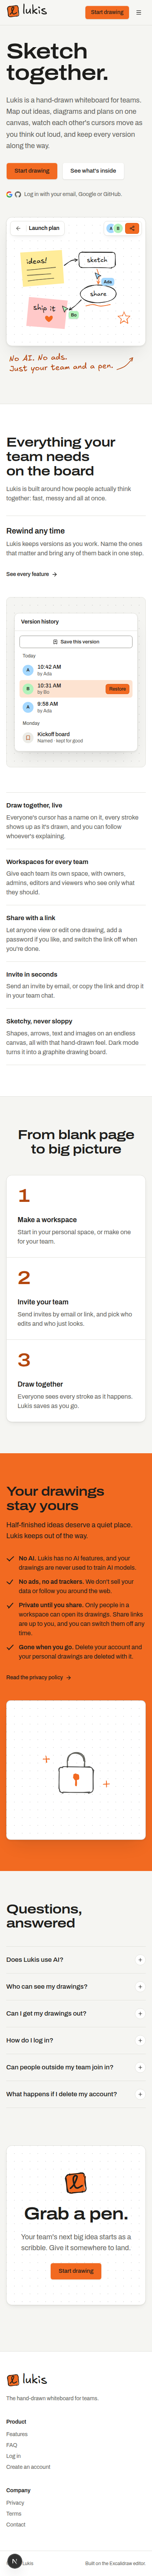 lukis
Start drawing
Sketch
together.
Lukis is a hand-drawn whiteboard for teams.
Map out ideas, diagrams and plans on one
canvas, watch each other's cursors move as
you think out loud, and keep every version
along the way.
Start drawing
See what's inside
Log in with your email, Google or GitHub.
Launch plan
A
B
ideas!
sketch
Ada
share
Ship it
Bo
No AI. No ads.
Just your team and a pen.
Everything your
team needs
on the board
Lukis is built around how people actually think
together: fast, messy and all at once.
Rewind any time
Lukis keeps versions as you work. Name the ones
that matter and bring any of them back in one step.
See every feature
Version history
Save this version
Today
A
10:42 AM
by Ada
B
10:31 AM
by Bo
Restore
A
9:58 AM
by Ada
Monday
Kickoff board
Named · kept for good
Draw together, live
Everyone's cursor has a name on it, every stroke
shows up as it's drawn, and you can follow
whoever's explaining.
Workspaces for every team
Give each team its own space, with owners,
admins, editors and viewers who see only what
they should.
Share with a link
Let anyone view or edit one drawing, add a
password if you like, and switch the link off when
you're done.
Invite in seconds
Send an invite by email, or copy the link and drop it
in your team chat.
Sketchy, never sloppy
Shapes, arrows, text and images on an endless
canvas, all with that hand-drawn feel. Dark mode
turns it into a graphite drawing board.
From blank page
to big picture
1
Make a workspace
Start in your personal space, or make one
for your team.
2
Invite your team
Send invites by email or link, and pick who
edits and who just looks.
3
Draw together
Everyone sees every stroke as it happens.
Lukis saves as you go.
Your drawings
stay yours
Half-finished ideas deserve a quiet place.
Lukis keeps out of the way.
No AI. Lukis has no AI features, and your
drawings are never used to train AI models.
No ads, no ad trackers. We don't sell your
data or follow you around the web.
Private until you share. Only people in a
workspace can open its drawings. Share links
are up to you, and you can switch them off any
time.
Gone when you go. Delete your account and
your personal drawings are deleted with it.
Read the privacy policy
Questions,
answered
Does Lukis use AI?
Who can see my drawings?
Can I get my drawings out?
How do I log in?
Can people outside my team join in?
What happens if I delete my account?
Grab a pen.
Your team's next big idea starts as a
scribble. Give it somewhere to land.
Start drawing
lukis
The hand-drawn whiteboard for teams.
Product
Features
FAQ
Log in
Create an account
Company
Privacy
Terms
Contact
N
Lukis
Built on the Excalidraw editor.